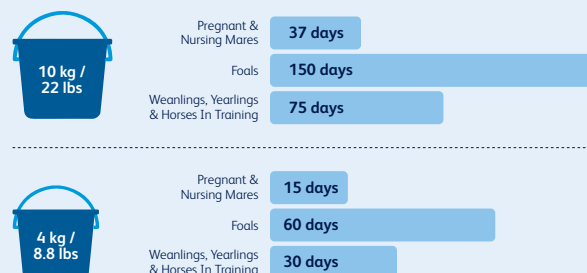 10 kg /
22 lbs
Pregnant &
Nursing Mares
37 days
Foals
150 days
Weanlings, Yearlings
& Horses In Training
75 days
4 kg /
8.8 lbs
Pregnant &
Nursing Mares
15 days
Foals
60 days
Weanlings, Yearlings
& Horses In Training
30 days